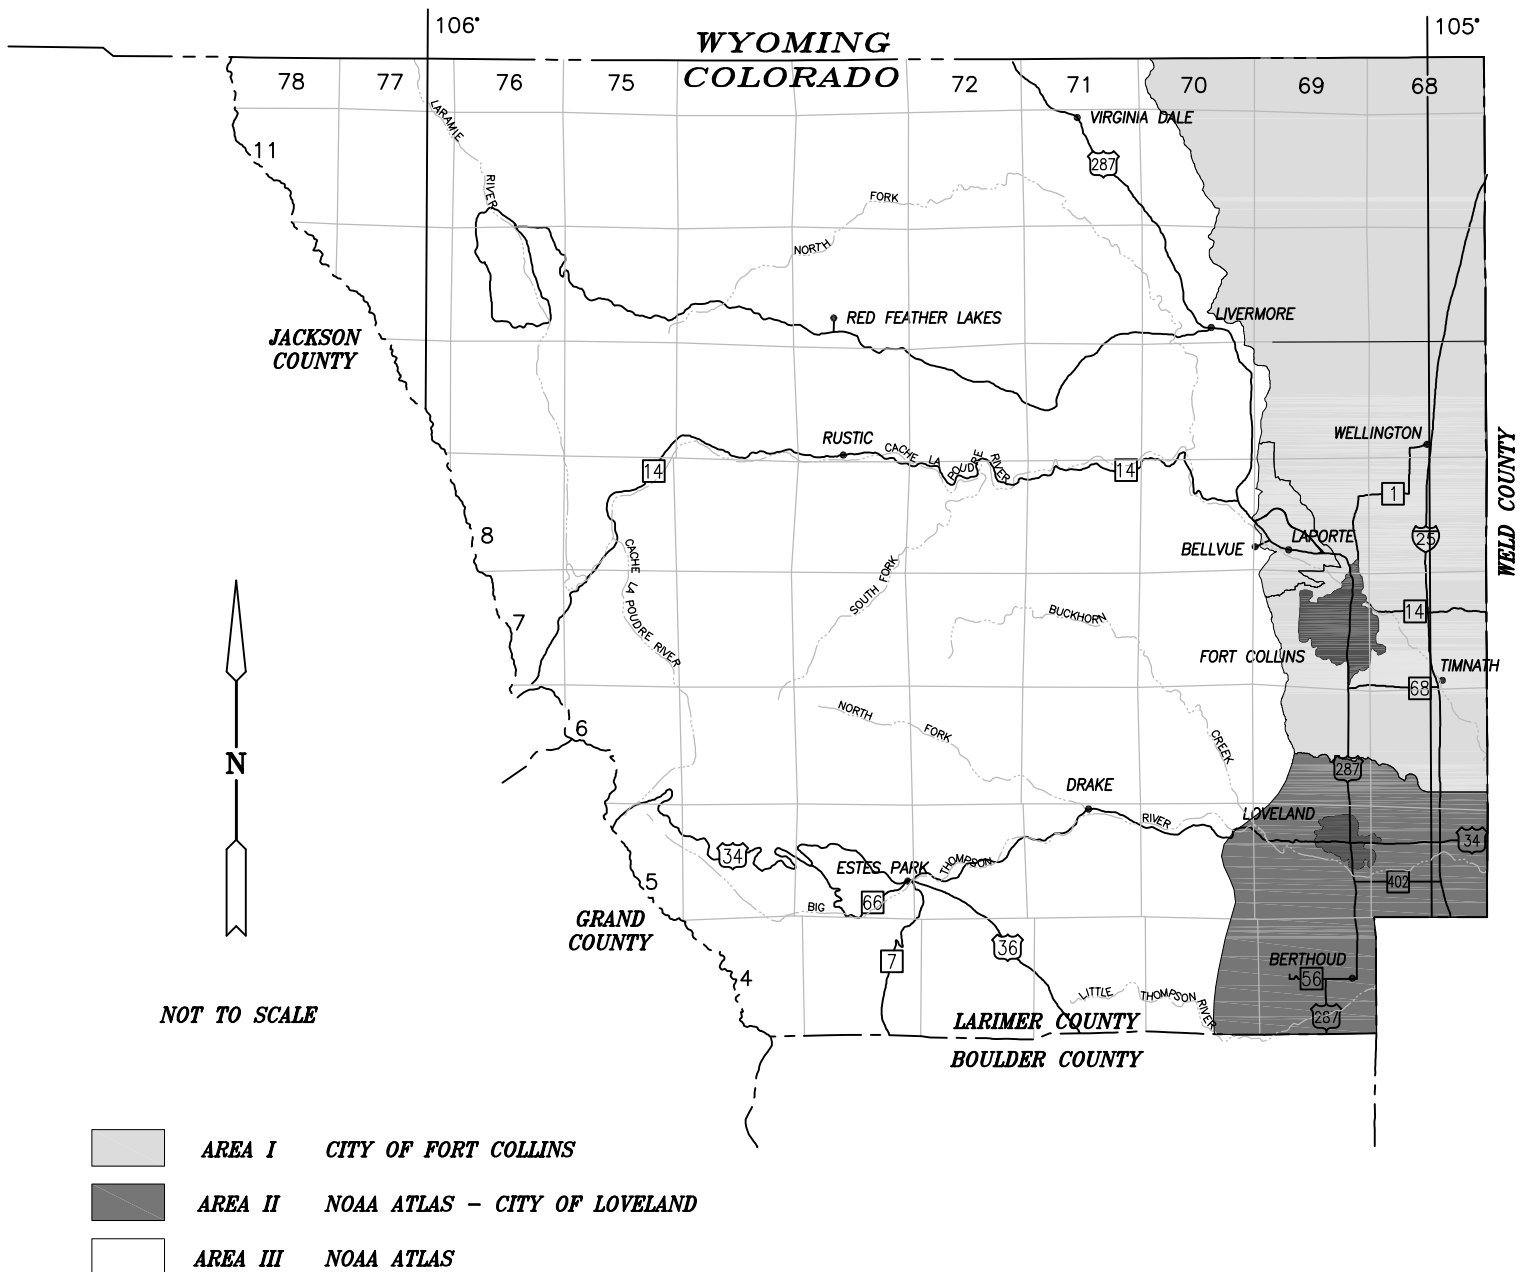 106°
105°
WYOMING
COLORADO
78
77
76
75
72
71
70
69
68
LARAMIE
RIVER
VIRGINIA DALE
11
287
FORK
NORTH
RED FEATHER LAKES
LIVERMORE
JACKSON
COUNTY
WELLINGTON
WELD COUNTY
RUSTIC
CACHE LA POUDRE RIVER
14
14
1
8
25
LAPORTE
BELLVUE
CACHE LA POUDRE RIVER
SOUTH FORK
BUCKHORN
14
7
FORT COLLINS
TIMNATH
68
NORTH
FORK
CREEK
6
N
287
DRAKE
LOVELAND
RIVER
34
34
THOMPSON
ESTES PARK
402
5
66
BIG
GRAND
COUNTY
36
7
BERTHOUD
56
4
LITTLE THOMPSON RIVER
287
NOT TO SCALE
LARIMER COUNTY
BOULDER COUNTY
AREA I CITY OF FORT COLLINS
AREA II NOAA ATLAS - CITY OF LOVELAND
AREA III NOAA ATLAS